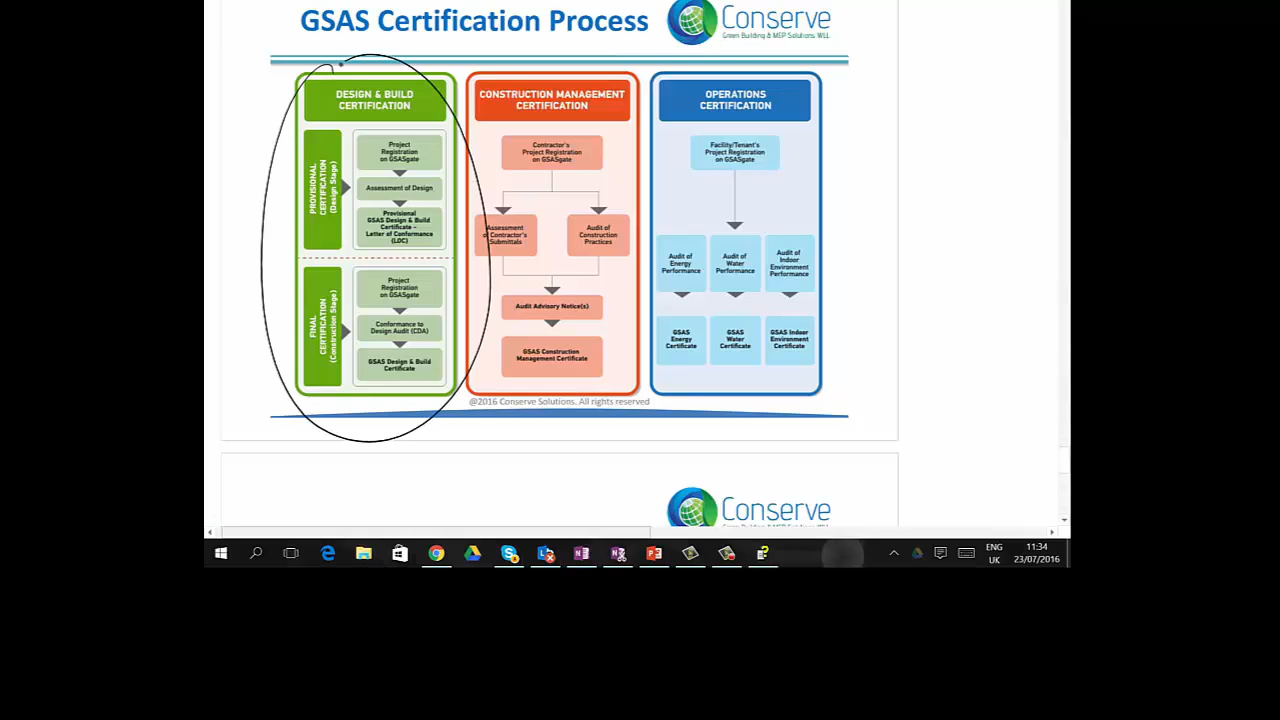 GSAS Certification Process
Conserve
Green Building & MEP Solutions WLL
DESIGN & BUILD
CERTIFICATION
PROVISIONAL
CERTIFICATION
(Design Stage)
Project
Registration
on GSASgate
Assessment of Design
Provisional
GSAS Design & Build
Certificate –
Letter of Conformance
(LOC)
FINAL
CERTIFICATION
(Construction Stage)
Project
Registration
on GSASgate
Conformance to
Design Audit (CDA)
GSAS Design & Build
Certificate
CONSTRUCTION MANAGEMENT
CERTIFICATION
Contractor's
Project Registration
on GSASgate
Assessment
of Contractor's
Submittals
Audit of
Construction
Practices
Audit Advisory Notice(s)
GSAS Construction
Management Certificate
OPERATIONS
CERTIFICATION
Facility/Tenant's
Project Registration
on GSASgate
Audit of
Energy
Performance
Audit of
Water
Performance
Audit of
Indoor
Environment
Performance
GSAS
Energy
Certificate
GSAS
Water
Certificate
GSAS Indoor
Environment
Certificate
@2016 Conserve Solutions. All rights reserved
Conserve
ENG
UK
11:34
23/07/2016